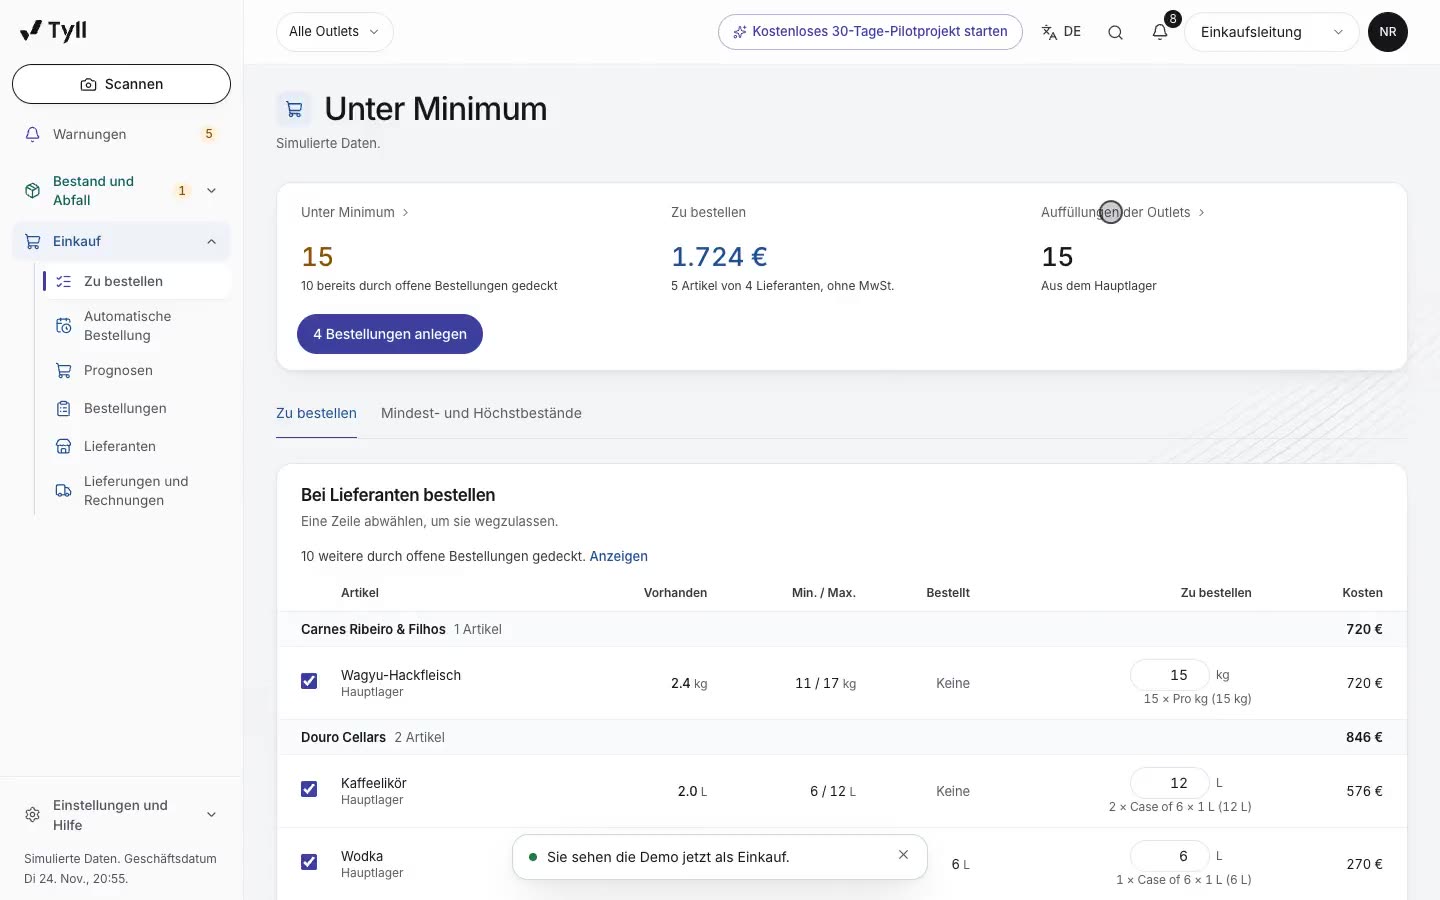 Tyll
Alle Outlets
Kostenloses 30-Tage-Pilotprojekt starten
DE
8
Einkaufsleitung
NR
Scannen
Warnungen
5
Bestand und
Abfall
1
Einkauf
Zu bestellen
Automatische
Bestellung
Prognosen
Bestellungen
Lieferanten
Lieferungen und
Rechnungen
Einstellungen und
Hilfe
Simulierte Daten. Geschäftsdatum
Di 24. Nov., 20:55.
Unter Minimum
Simulierte Daten.
Unter Minimum
15
10 bereits durch offene Bestellungen gedeckt
Zu bestellen
1.724 €
5 Artikel von 4 Lieferanten, ohne MwSt.
Auffüllungen der Outlets
15
Aus dem Hauptlager
4 Bestellungen anlegen
Zu bestellen
Mindest- und Höchstbestände
Bei Lieferanten bestellen
Eine Zeile abwählen, um sie wegzulassen.
10 weitere durch offene Bestellungen gedeckt. Anzeigen
Artikel Vorhanden Min. / Max. Bestellt Zu bestellen Kosten
Carnes Ribeiro & Filhos 1 Artikel 720 €
Wagyu-Hackfleisch
Hauptlager
2.4 kg 11 / 17 kg Keine 15 kg
15 × Pro kg (15 kg)
720 €
Douro Cellars 2 Artikel 846 €
Kaffeelikör
Hauptlager
2.0 L 6 / 12 L Keine 12 L
2 × Case of 6 × 1 L (12 L)
576 €
Wodka
Hauptlager
6 L 6 L
1 × Case of 6 × 1 L (6 L)
270 €
Sie sehen die Demo jetzt als Einkauf.